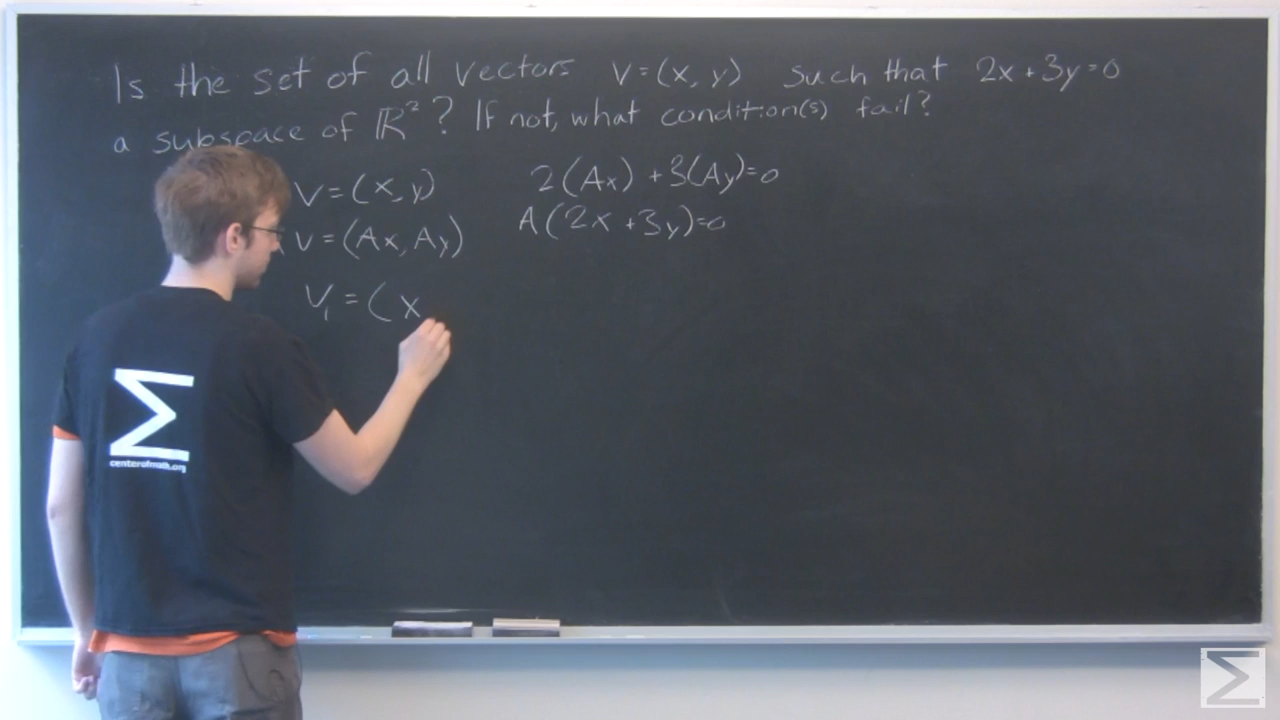 Is the set of all vectors V=(x, y) such that 2x+3y=0
a subspace of ℝ²? If not, what condition(s) fail?
V=(x,y) 2(Ax)+3(Ay)=0
V=(Ax,Ay) A(2x+3y)=0
V₁=(x
Σ
centerofmath.org
Σ